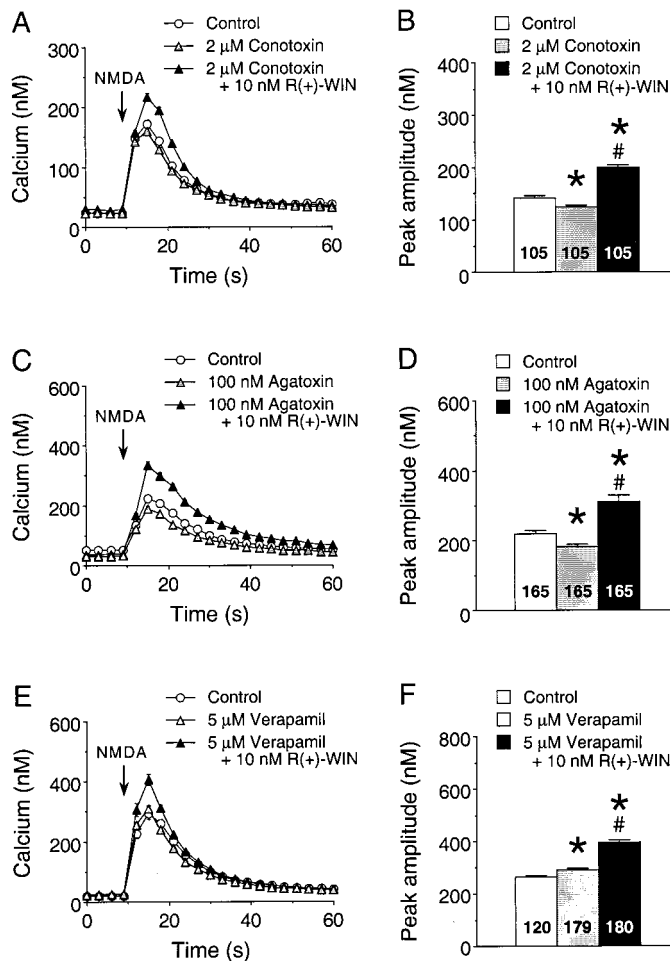 A
Control
2 μM Conotoxin
2 μM Conotoxin
+ 10 nM R(+)-WIN
NMDA
Calcium (nM)
300
200
100
0
0 20 40 60
Time (s)
B
Control
2 μM Conotoxin
2 μM Conotoxin
+ 10 nM R(+)-WIN
Peak amplitude (nM)
400
300
200
100
0
*
*
#
105 105 105
C
Control
100 nM Agatoxin
100 nM Agatoxin
+ 10 nM R(+)-WIN
NMDA
Calcium (nM)
600
400
200
0
0 20 40 60
Time (s)
D
Control
100 nM Agatoxin
100 nM Agatoxin
+ 10 nM R(+)-WIN
Peak amplitude (nM)
600
400
200
0
*
*
#
165 165 165
E
Control
5 μM Verapamil
5 μM Verapamil
+ 10 nM R(+)-WIN
NMDA
Calcium (nM)
600
400
200
0
0 20 40 60
Time (s)
F
Control
5 μM Verapamil
5 μM Verapamil
+ 10 nM R(+)-WIN
Peak amplitude (nM)
800
600
400
200
0
*
*
#
120 179 180